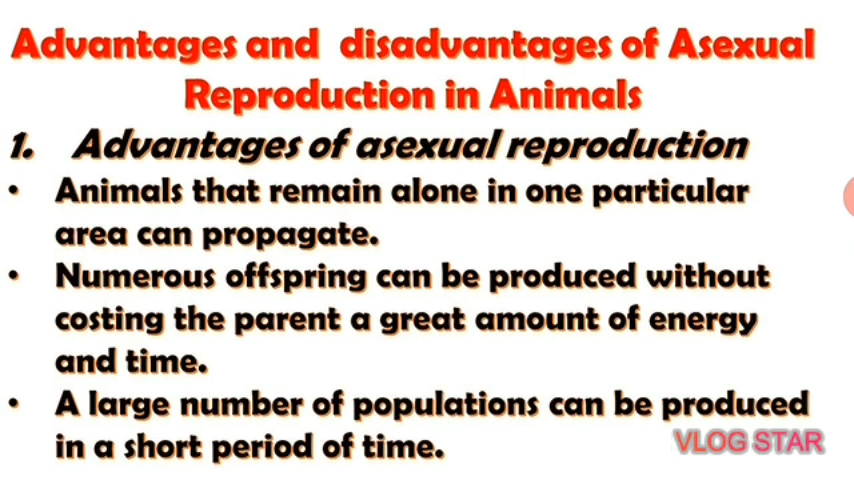 Advantages and disadvantages of Asexual
Reproduction in Animals
1. Advantages of asexual reproduction
• Animals that remain alone in one particular
area can propagate.
• Numerous offspring can be produced without
costing the parent a great amount of energy
and time.
• A large number of populations can be produced
in a short period of time.
VLOG STAR